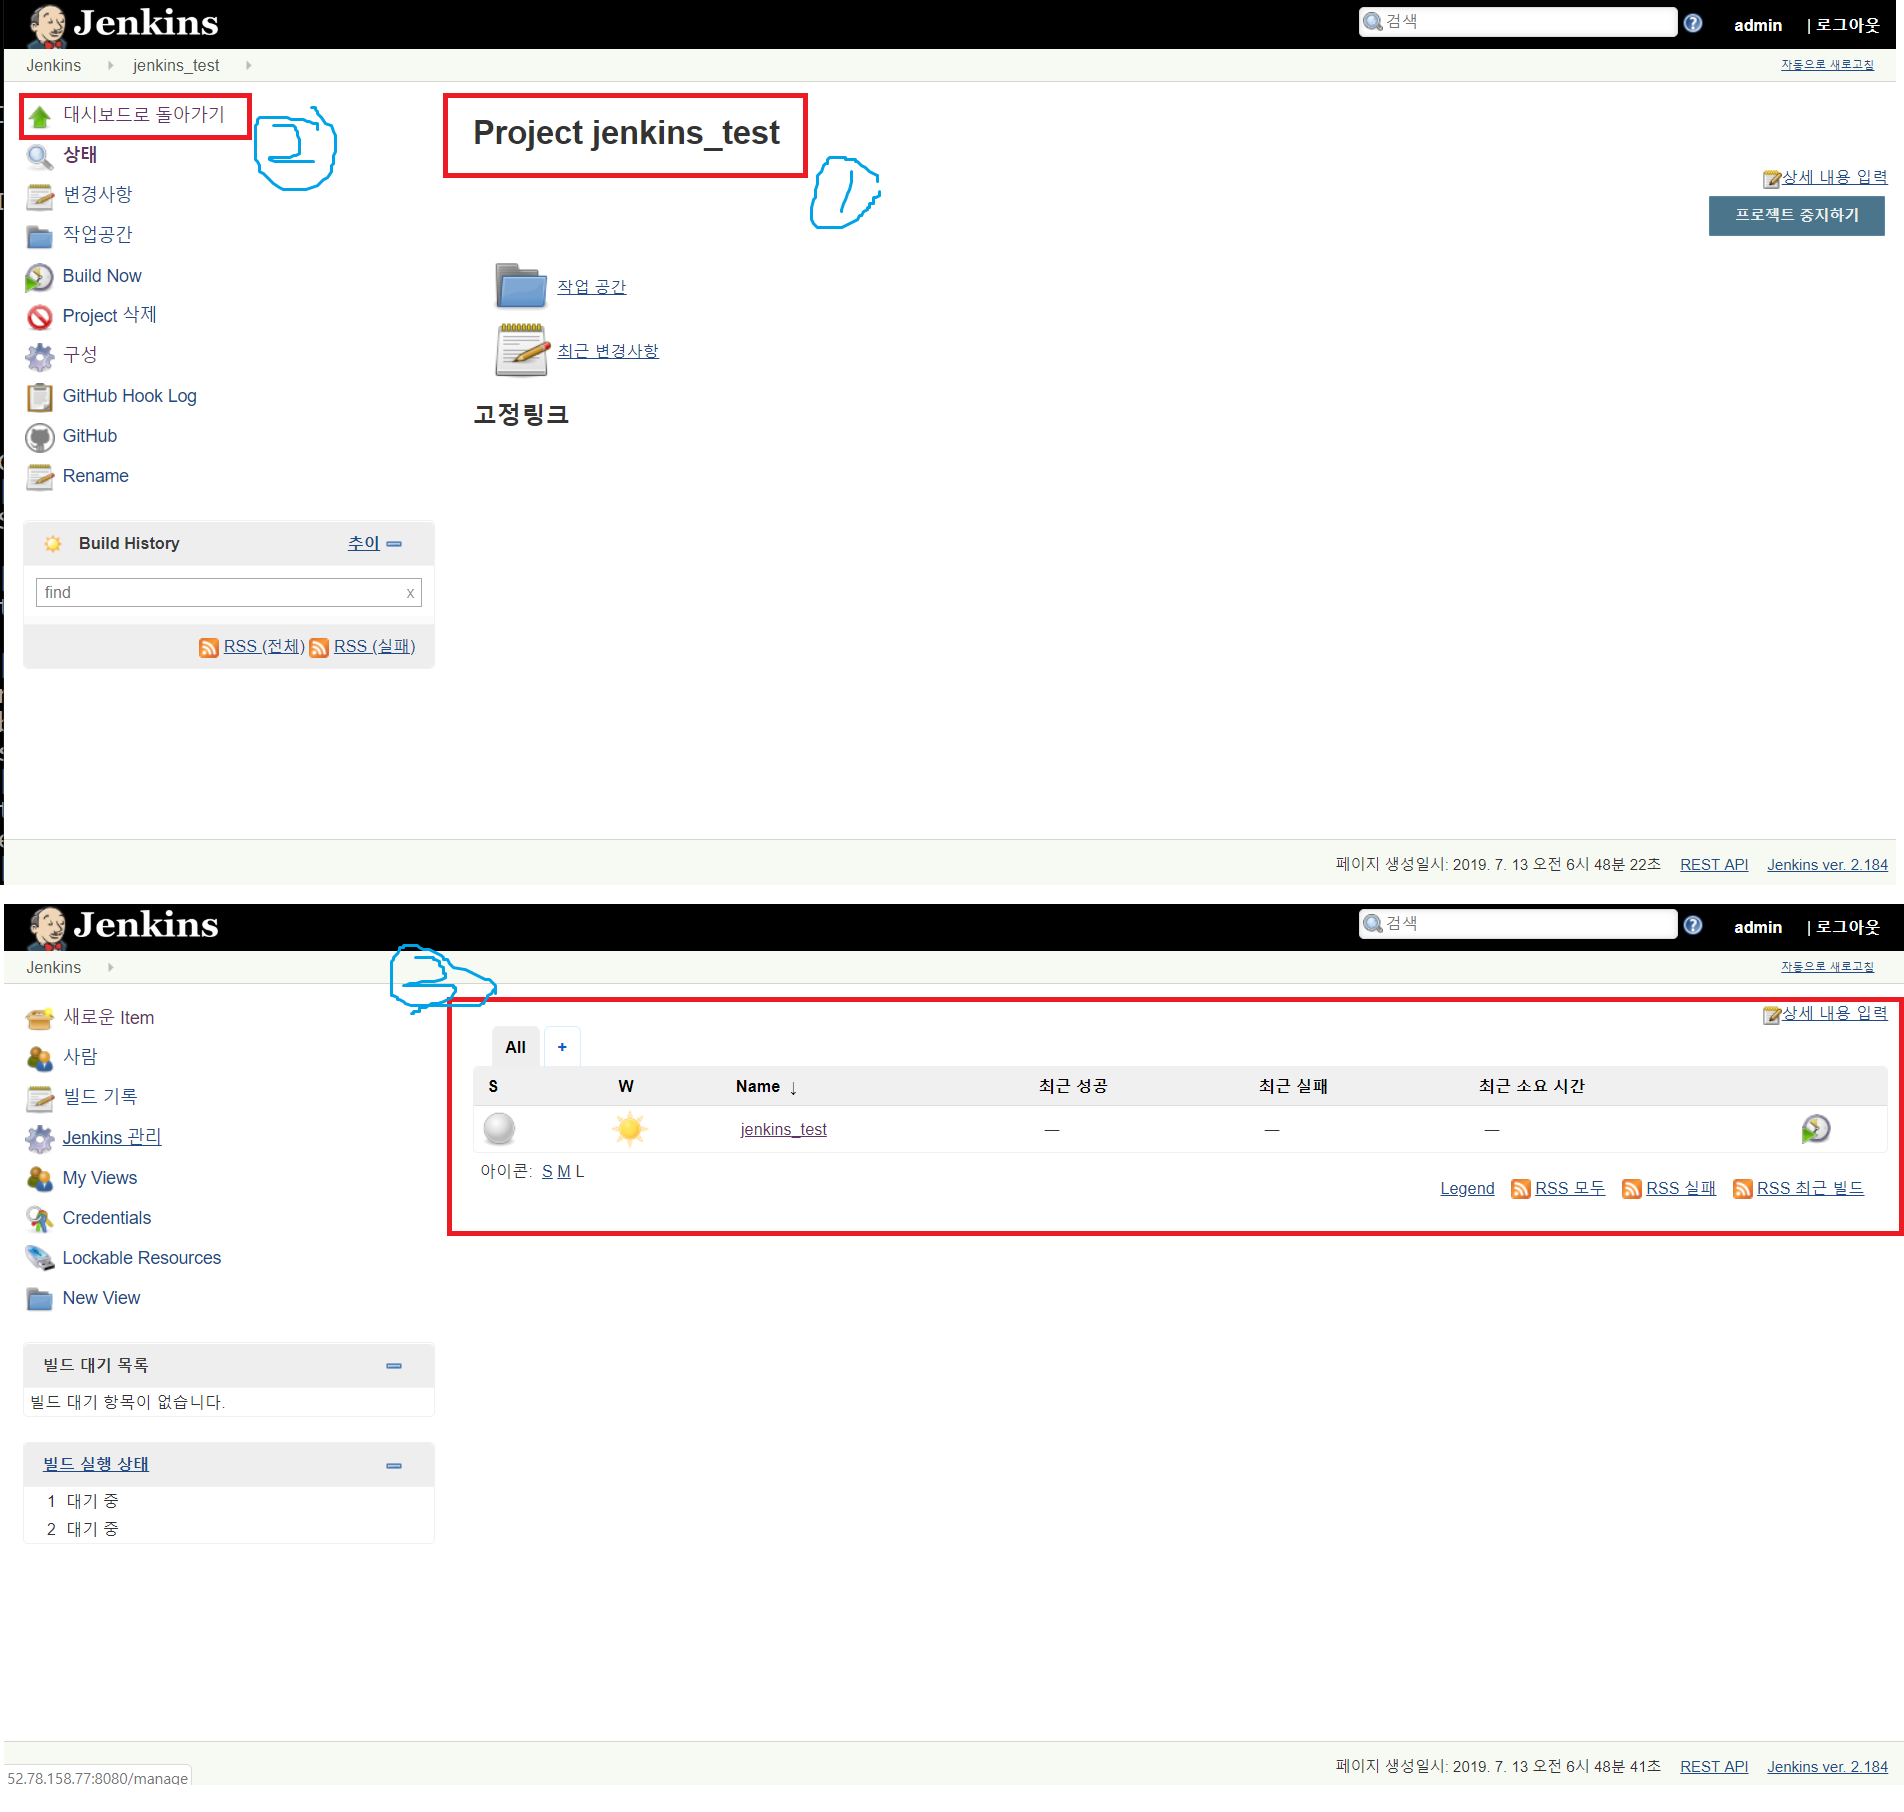 Jenkins
검색
admin
| 로그아웃
Jenkins
jenkins_test
자동으로 새로고침
대시보드로 돌아가기
2
상태
변경사항
작업공간
Build Now
Project 삭제
구성
GitHub Hook Log
GitHub
Rename
Project jenkins_test
1
상세 내용 입력
프로젝트 중지하기
작업 공간
최근 변경사항
고정링크
Build History
추이
find
x
RSS (전체) RSS (실패)
페이지 생성일시: 2019. 7. 13 오전 6시 48분 22초 REST API Jenkins ver. 2.184
Jenkins
검색
admin
| 로그아웃
Jenkins
2
자동으로 새로고침
새로운 Item
사람
빌드 기록
Jenkins 관리
My Views
Credentials
Lockable Resources
New View
상세 내용 입력
All +
S W Name ↓ 최근 성공 최근 실패 최근 소요 시간
jenkins_test — — —
아이콘: S M L
Legend RSS 모두 RSS 실패 RSS 최근 빌드
빌드 대기 목록
빌드 대기 항목이 없습니다.
빌드 실행 상태
1 대기 중
2 대기 중
페이지 생성일시: 2019. 7. 13 오전 6시 48분 41초 REST API Jenkins ver. 2.184
52.78.158.77:8080/manage